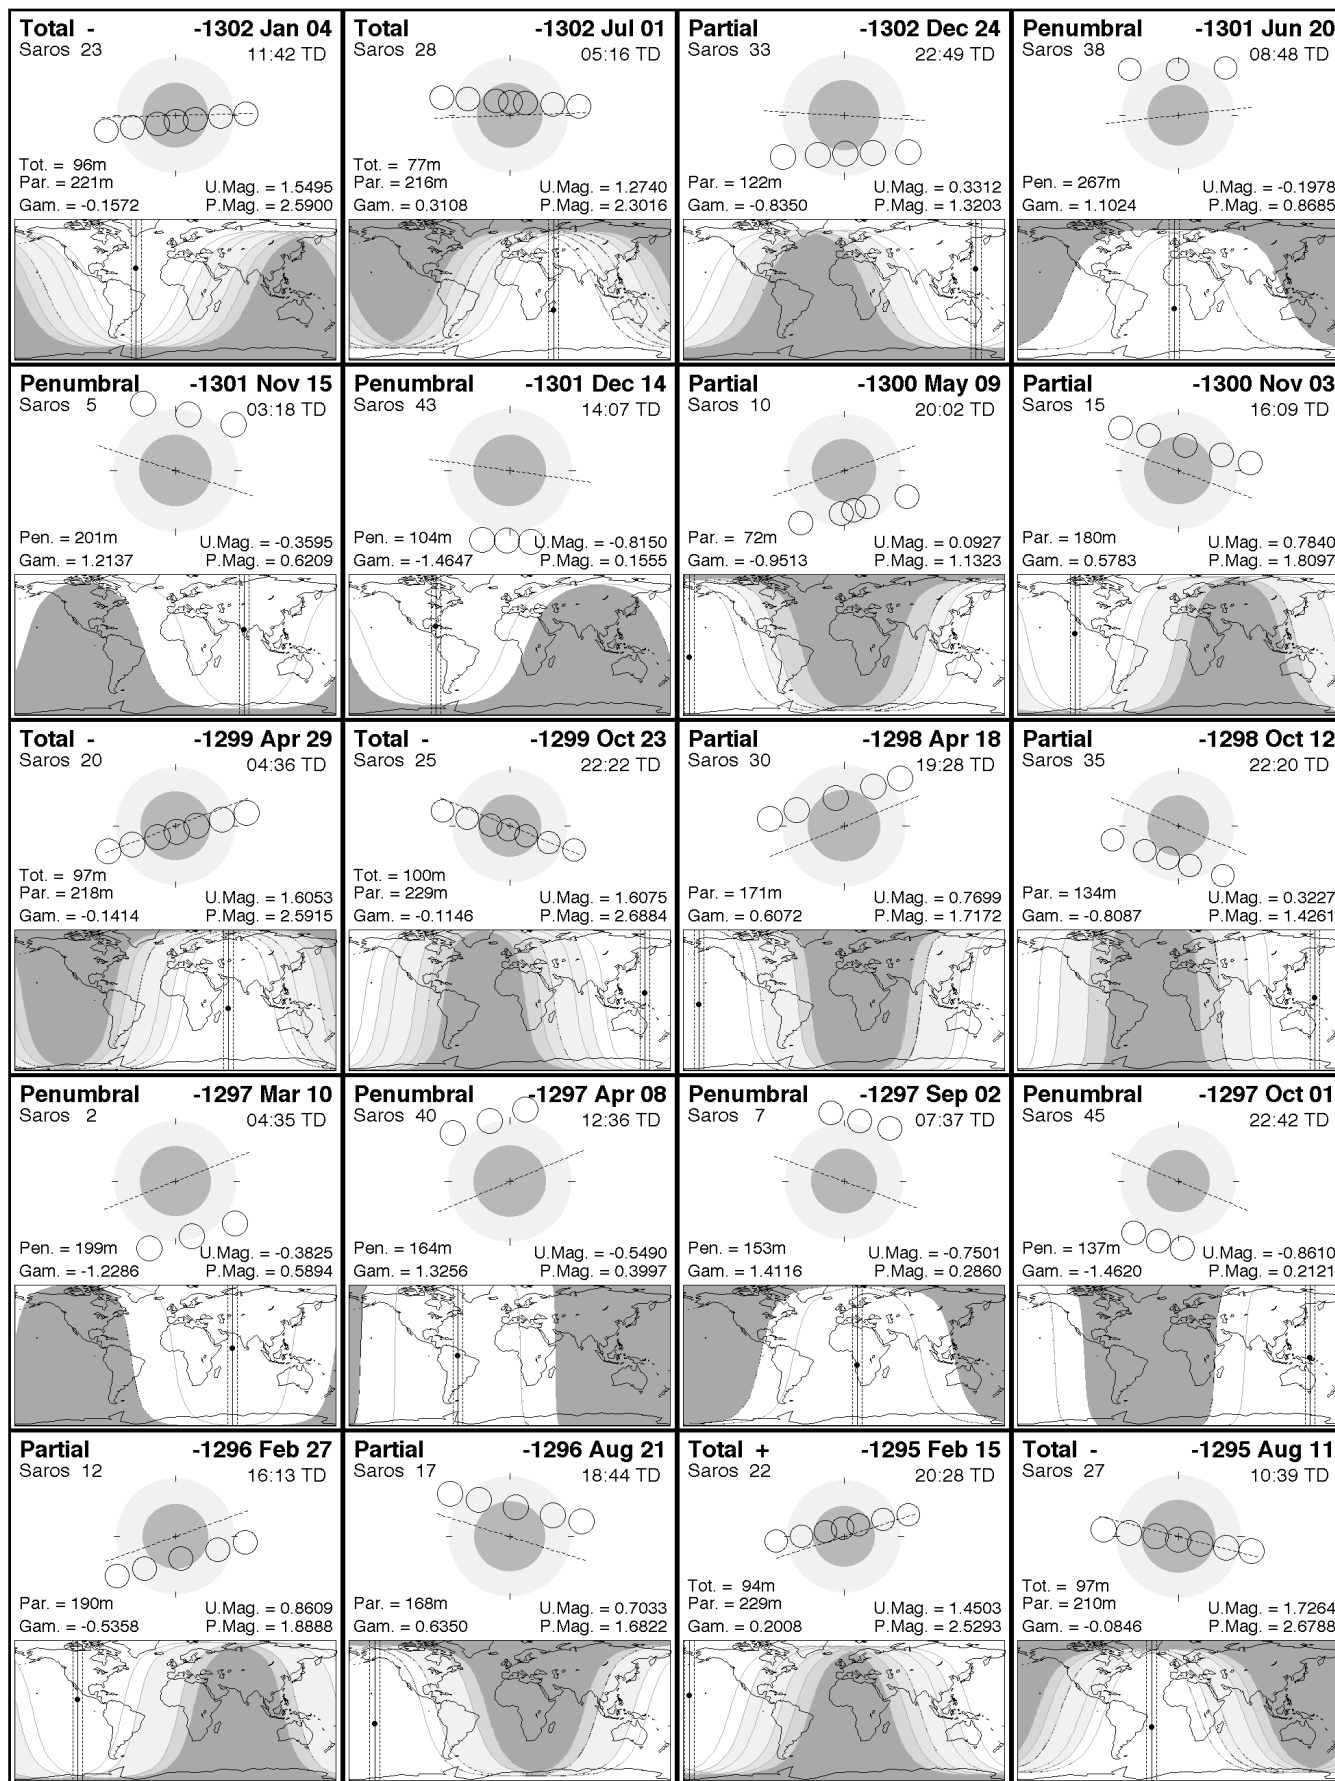 Total - -1302 Jan 04
Saros 23 11:42 TD
Tot. = 96m
Par. = 221m U.Mag. = 1.5495
Gam. = -0.1572 P.Mag. = 2.5900
Total -1302 Jul 01
Saros 28 05:16 TD
Tot. = 77m
Par. = 216m U.Mag. = 1.2740
Gam. = 0.3108 P.Mag. = 2.3016
Partial -1302 Dec 24
Saros 33 22:49 TD
Par. = 122m U.Mag. = 0.3312
Gam. = -0.8350 P.Mag. = 1.3203
Penumbral -1301 Jun 20
Saros 38 08:48 TD
Pen. = 267m U.Mag. = -0.1978
Gam. = 1.1024 P.Mag. = 0.8685
Penumbral -1301 Nov 15
Saros 5 03:18 TD
Pen. = 201m U.Mag. = -0.3595
Gam. = 1.2137 P.Mag. = 0.6209
Penumbral -1301 Dec 14
Saros 43 14:07 TD
Pen. = 104m U.Mag. = -0.8150
Gam. = -1.4647 P.Mag. = 0.1555
Partial -1300 May 09
Saros 10 20:02 TD
Par. = 72m U.Mag. = 0.0927
Gam. = -0.9513 P.Mag. = 1.1323
Partial -1300 Nov 03
Saros 15 16:09 TD
Par. = 180m U.Mag. = 0.7840
Gam. = 0.5783 P.Mag. = 1.8097
Total - -1299 Apr 29
Saros 20 04:36 TD
Tot. = 97m
Par. = 218m U.Mag. = 1.6053
Gam. = -0.1414 P.Mag. = 2.5915
Total - -1299 Oct 23
Saros 25 22:22 TD
Tot. = 100m
Par. = 229m U.Mag. = 1.6075
Gam. = -0.1146 P.Mag. = 2.6884
Partial -1298 Apr 18
Saros 30 19:28 TD
Par. = 171m U.Mag. = 0.7699
Gam. = 0.6072 P.Mag. = 1.7172
Partial -1298 Oct 12
Saros 35 22:20 TD
Par. = 134m U.Mag. = 0.3227
Gam. = -0.8087 P.Mag. = 1.4261
Penumbral -1297 Mar 10
Saros 2 04:35 TD
Pen. = 199m U.Mag. = -0.3825
Gam. = -1.2286 P.Mag. = 0.5894
Penumbral -1297 Apr 08
Saros 40 12:36 TD
Pen. = 164m U.Mag. = -0.5490
Gam. = 1.3256 P.Mag. = 0.3997
Penumbral -1297 Sep 02
Saros 7 07:37 TD
Pen. = 153m U.Mag. = -0.7501
Gam. = 1.4116 P.Mag. = 0.2860
Penumbral -1297 Oct 01
Saros 45 22:42 TD
Pen. = 137m U.Mag. = -0.8610
Gam. = -1.4620 P.Mag. = 0.2121
Partial -1296 Feb 27
Saros 12 16:13 TD
Par. = 190m U.Mag. = 0.8609
Gam. = -0.5358 P.Mag. = 1.8888
Partial -1296 Aug 21
Saros 17 18:44 TD
Par. = 168m U.Mag. = 0.7033
Gam. = 0.6350 P.Mag. = 1.6822
Total + -1295 Feb 15
Saros 22 20:28 TD
Tot. = 94m
Par. = 229m U.Mag. = 1.4503
Gam. = 0.2008 P.Mag. = 2.5293
Total - -1295 Aug 11
Saros 27 10:39 TD
Tot. = 97m
Par. = 210m U.Mag. = 1.7264
Gam. = -0.0846 P.Mag. = 2.6788